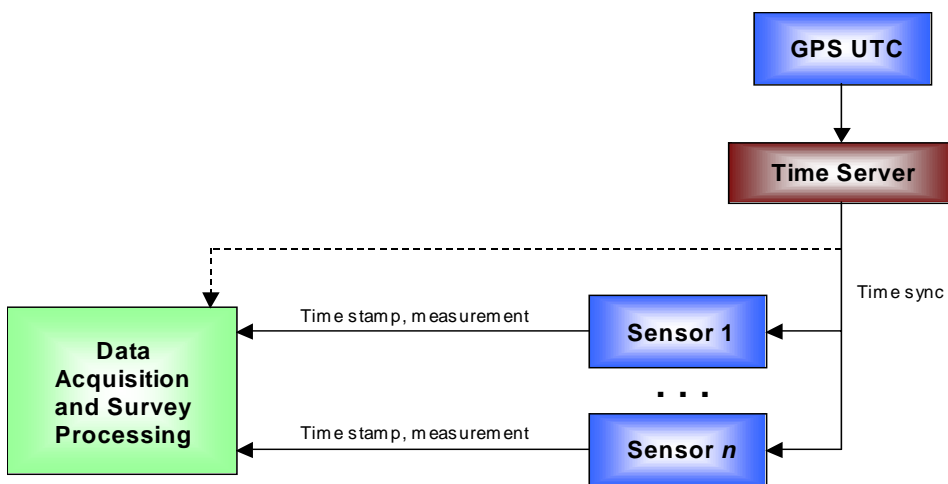 GPS UTC
Time Server
Time sync
Time stamp, measurement
Sensor 1
Data
Acquisition
and Survey
Processing
. . .
Time stamp, measurement
Sensor n